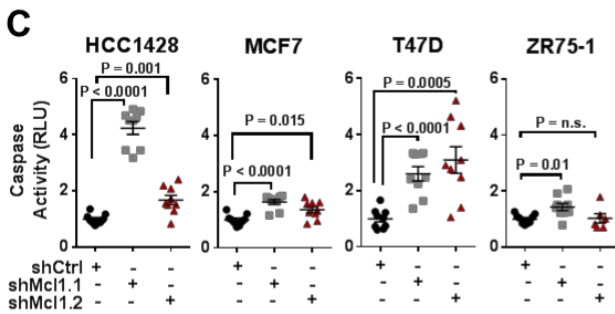 C
HCC1428
MCF7
T47D
ZR75-1
Caspase
Activity (RLU)
6
4
2
0
P = 0.001
P < 0.0001
6
4
2
0
P = 0.015
P < 0.0001
6
4
2
0
P = 0.0005
P < 0.0001
6
4
2
0
P = n.s.
P = 0.01
shCtrl + - - + - - + - - + - -
shMcl1.1 - + - - + - - + - - + -
shMcl1.2 - - + - - + - - + - - +